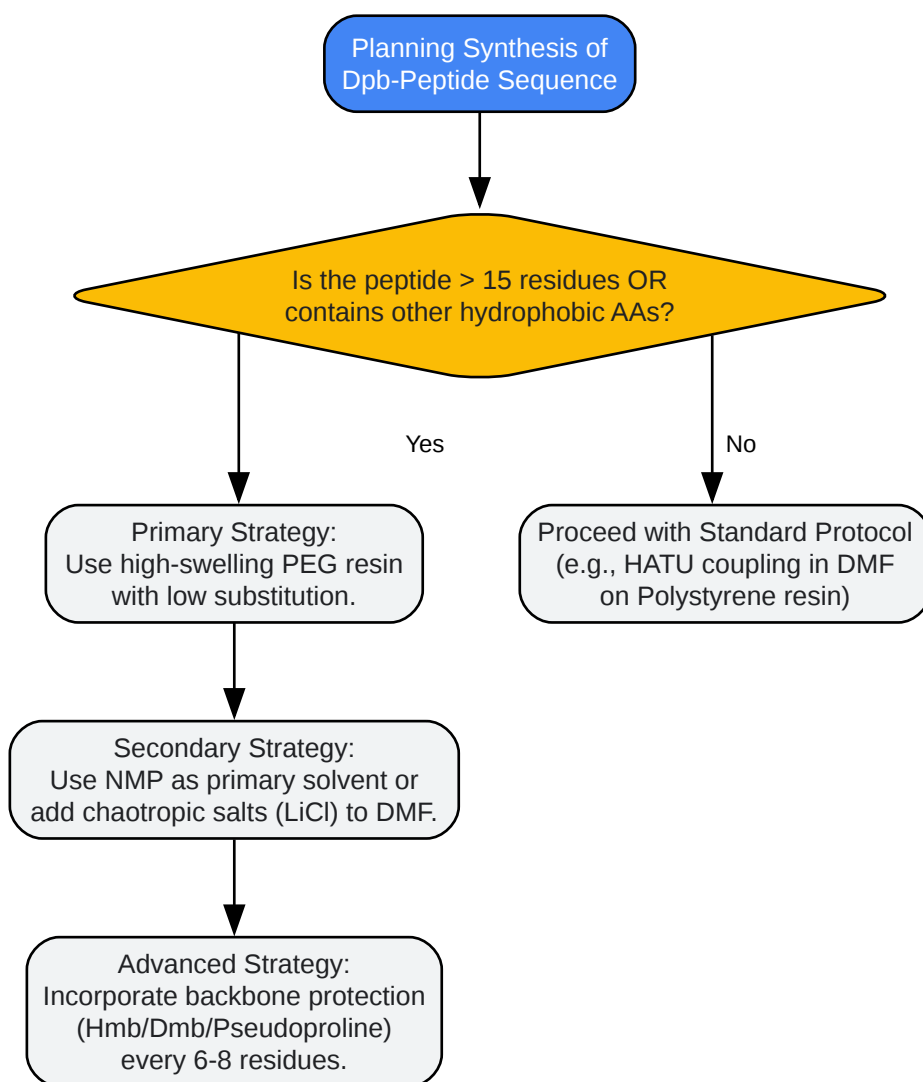 Planning Synthesis of
Dpb-Peptide Sequence
Is the peptide > 15 residues OR
contains other hydrophobic AAs?
Yes
No
Primary Strategy:
Use high-swelling PEG resin
with low substitution.
Proceed with Standard Protocol
(e.g., HATU coupling in DMF
on Polystyrene resin)
Secondary Strategy:
Use NMP as primary solvent or
add chaotropic salts (LiCl) to DMF.
Advanced Strategy:
Incorporate backbone protection
(Hmb/Dmb/Pseudoproline)
every 6-8 residues.